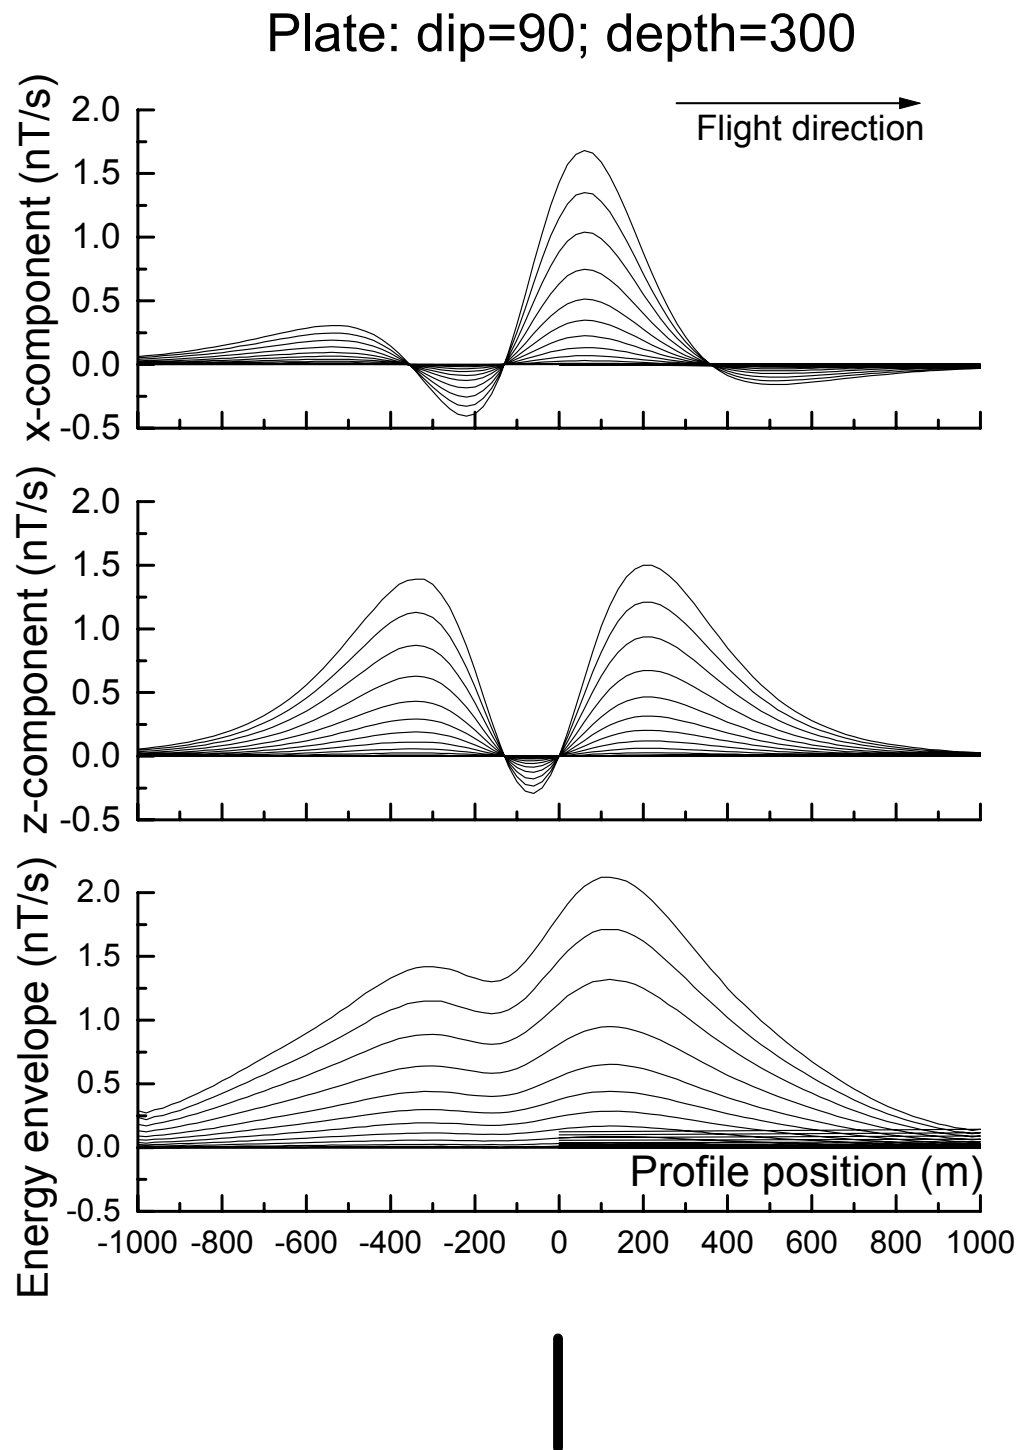 Plate: dip=90; depth=300
Flight direction
x-component (nT/s)
2.0
1.5
1.0
0.5
0.0
-0.5
z-component (nT/s)
2.0
1.5
1.0
0.5
0.0
-0.5
Energy envelope (nT/s)
2.0
1.5
1.0
0.5
0.0
-0.5
Profile position (m)
-1000 -800 -600 -400 -200 0 200 400 600 800 1000